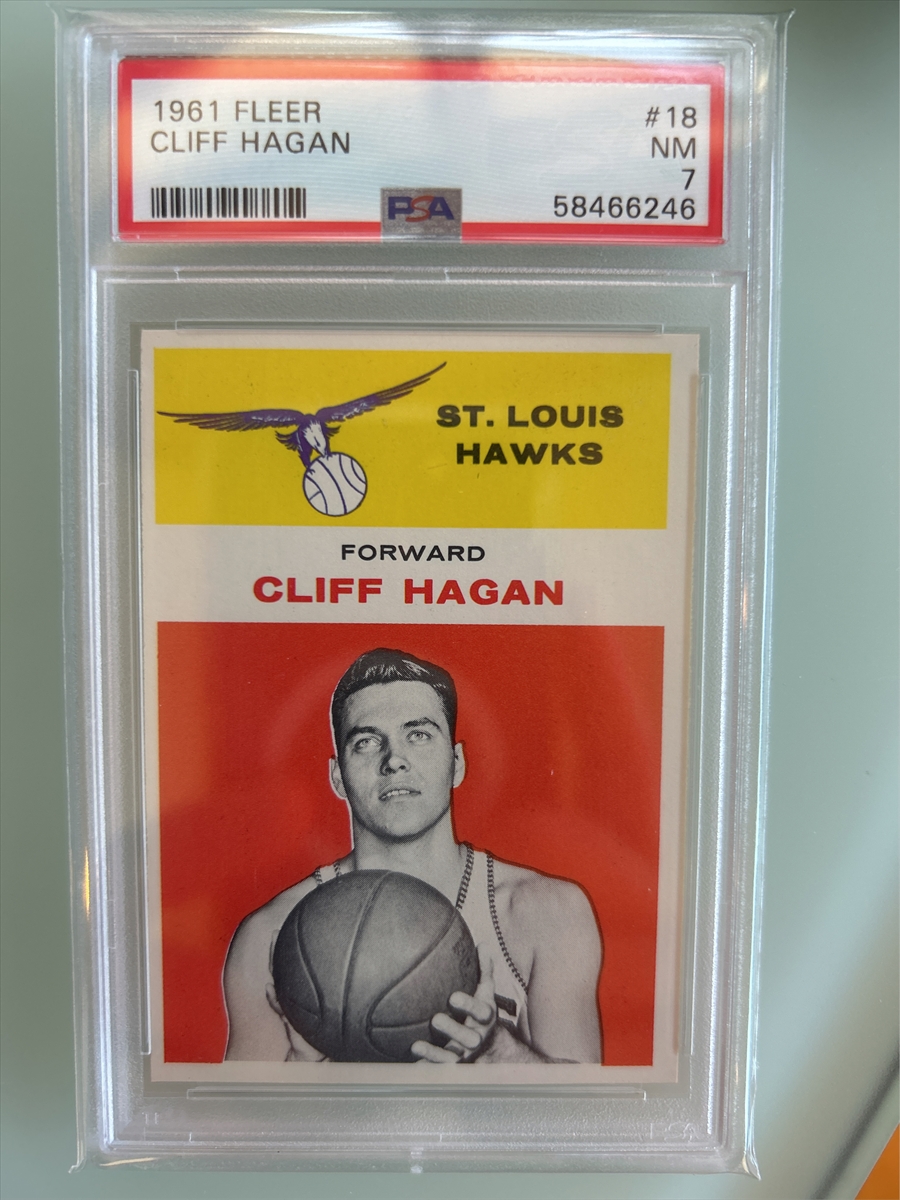 1961 FLEER
CLIFF HAGAN
#18
NM
7
58466246
PSA
ST. LOUIS
HAWKS
FORWARD
CLIFF HAGAN